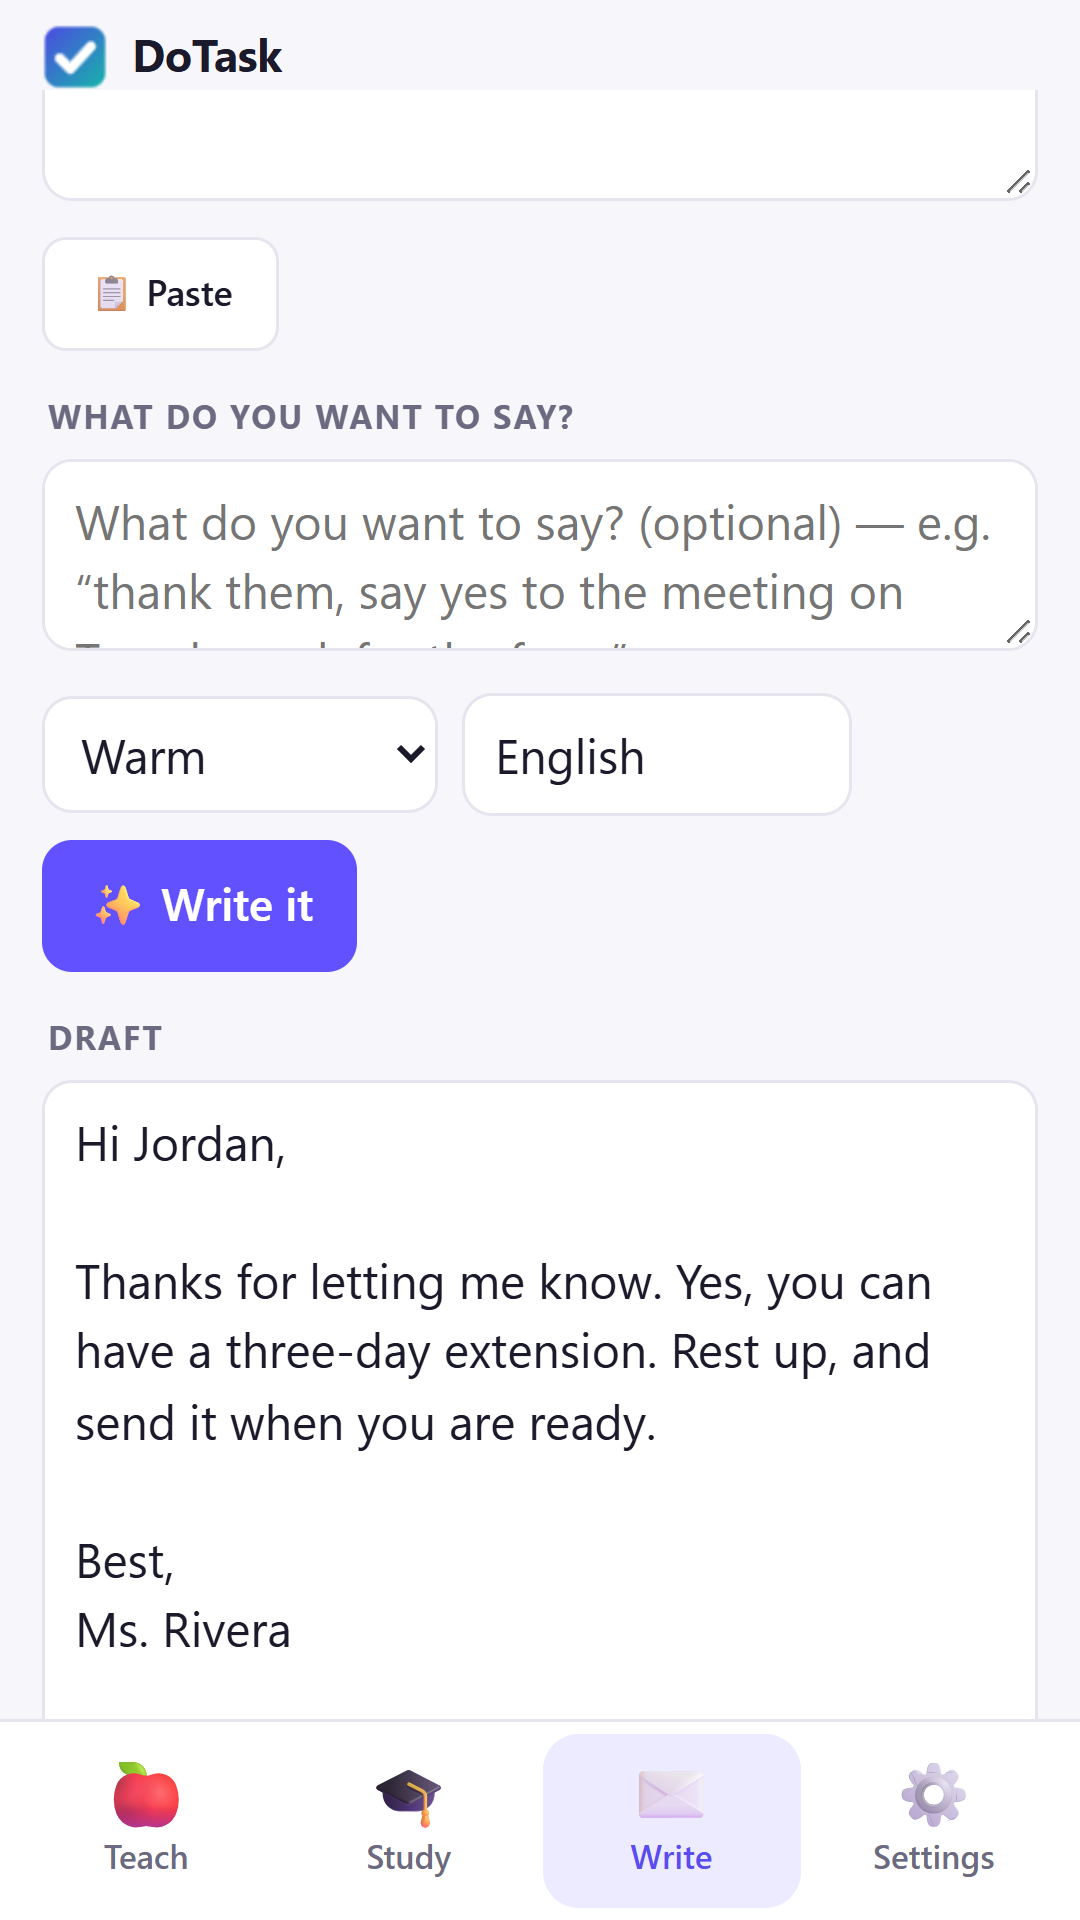 DoTask
Paste
WHAT DO YOU WANT TO SAY?
What do you want to say? (optional) — e.g.
“thank them, say yes to the meeting on
Warm
English
✨ Write it
DRAFT
Hi Jordan,
Thanks for letting me know. Yes, you can
have a three-day extension. Rest up, and
send it when you are ready.
Best,
Ms. Rivera
Teach
Study
Write
Settings